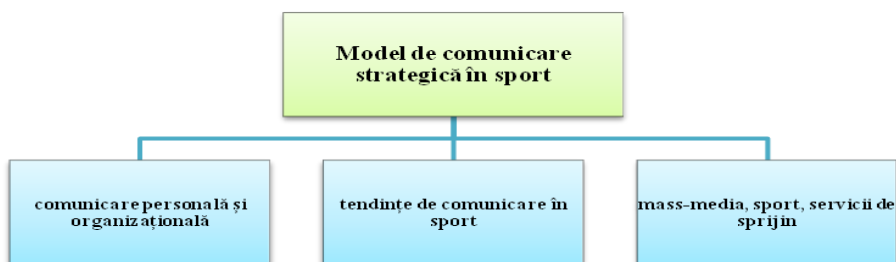 Model de comunicare
strategică în sport
comunicare personală și
organizațională
tendințe de comunicare în
sport
mass-media, sport, servicii de
sprijin